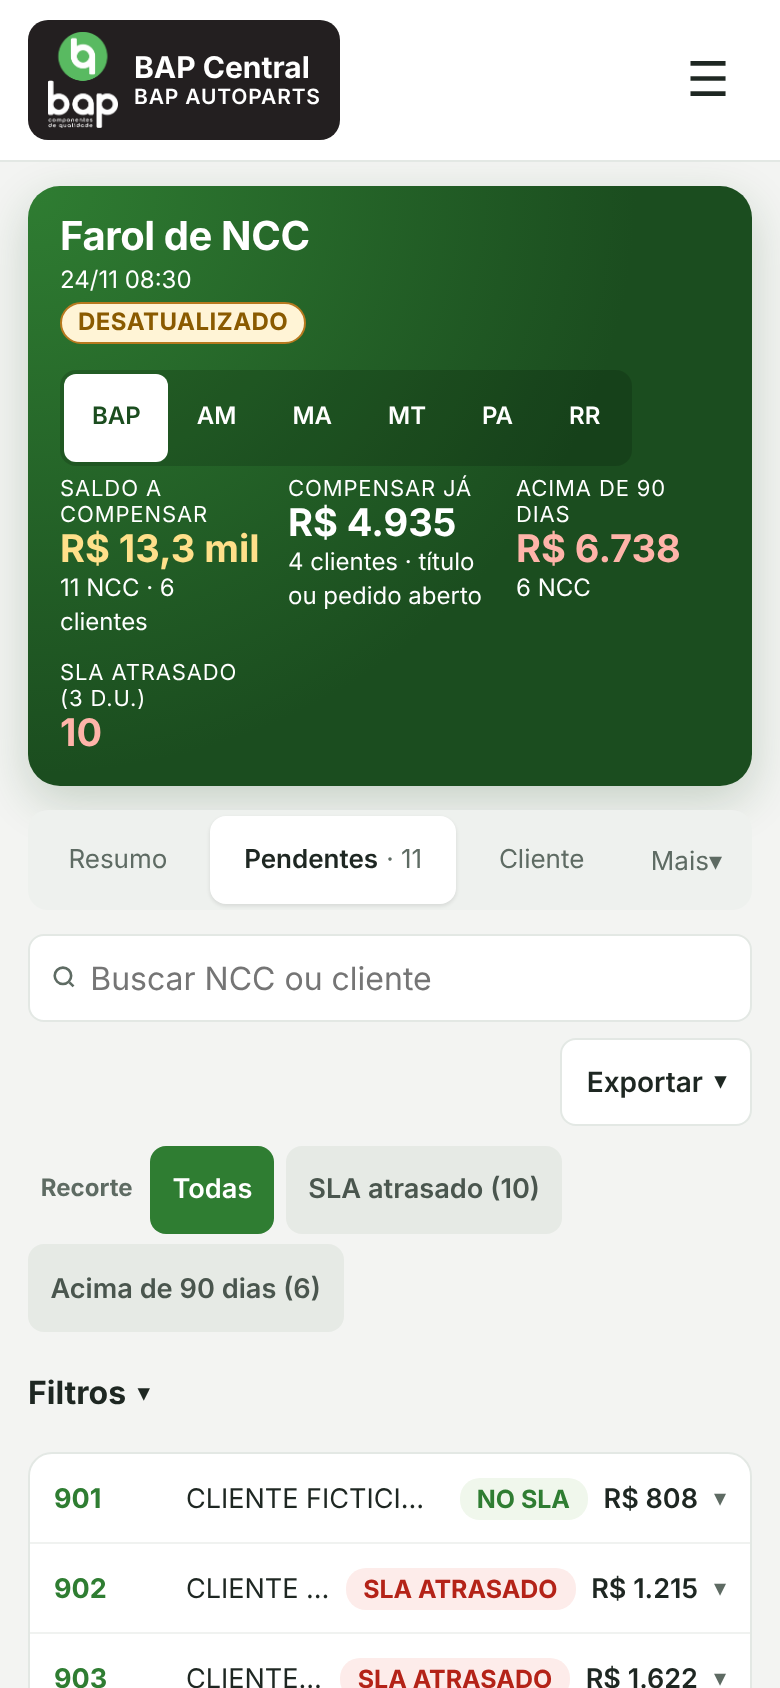 bap
componentes
de qualidade
BAP Central
BAP AUTOPARTS
Farol de NCC
24/11 08:30
DESATUALIZADO
BAP AM MA MT PA RR
SALDO A
COMPENSAR
R$ 13,3 mil
11 NCC · 6
clientes
COMPENSAR JÁ
R$ 4.935
4 clientes · título
ou pedido aberto
ACIMA DE 90
DIAS
R$ 6.738
6 NCC
SLA ATRASADO
(3 D.U.)
10
Resumo Pendentes · 11 Cliente Mais▾
Buscar NCC ou cliente
Exportar ▾
Recorte Todas SLA atrasado (10)
Acima de 90 dias (6)
Filtros ▾
901 CLIENTE FICTICI... NO SLA R$ 808 ▾
902 CLIENTE ... SLA ATRASADO R$ 1.215 ▾
903 CLIENTE... SLA ATRASADO R$ 1.622 ▾